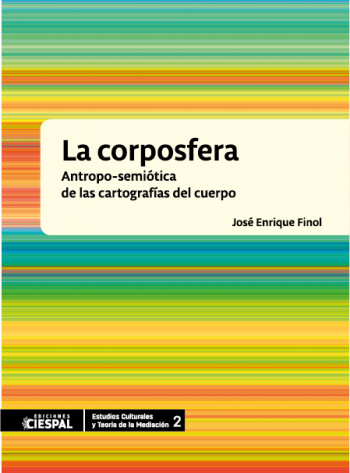 La corposfera
Antropo-semiótica
de las cartografías del cuerpo
José Enrique Finol
EDICIONES
CIESPAL
Estudios Culturales
y Teoría de la Mediación 2